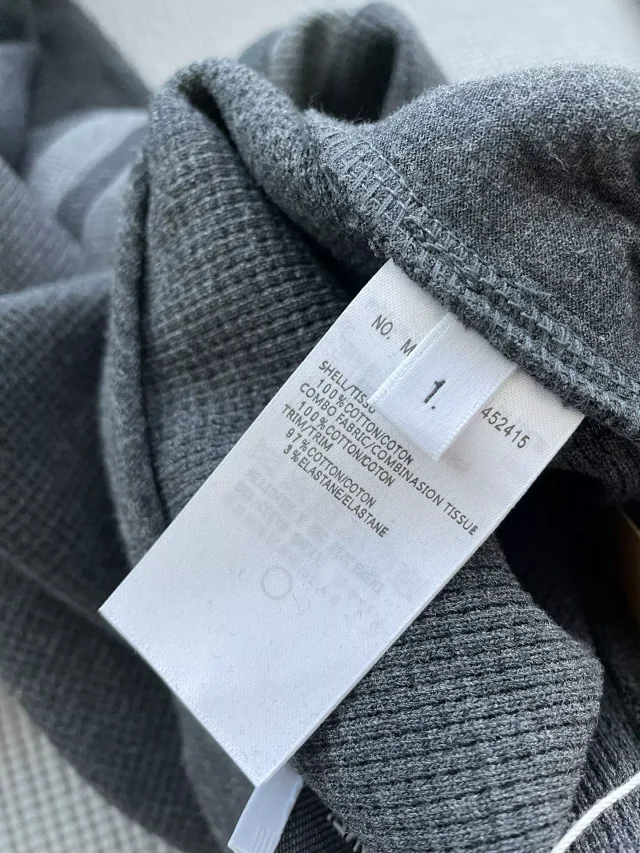 NO. M
452415
1.
SHELL/TISSU
100%COTTON/COTON
COMBO FABRIC/COMBINASION TISSUE
100%COTTON/COTON
TRIM/TRIM
97%COTTON/COTON
3%ELASTANE/ELASTANE